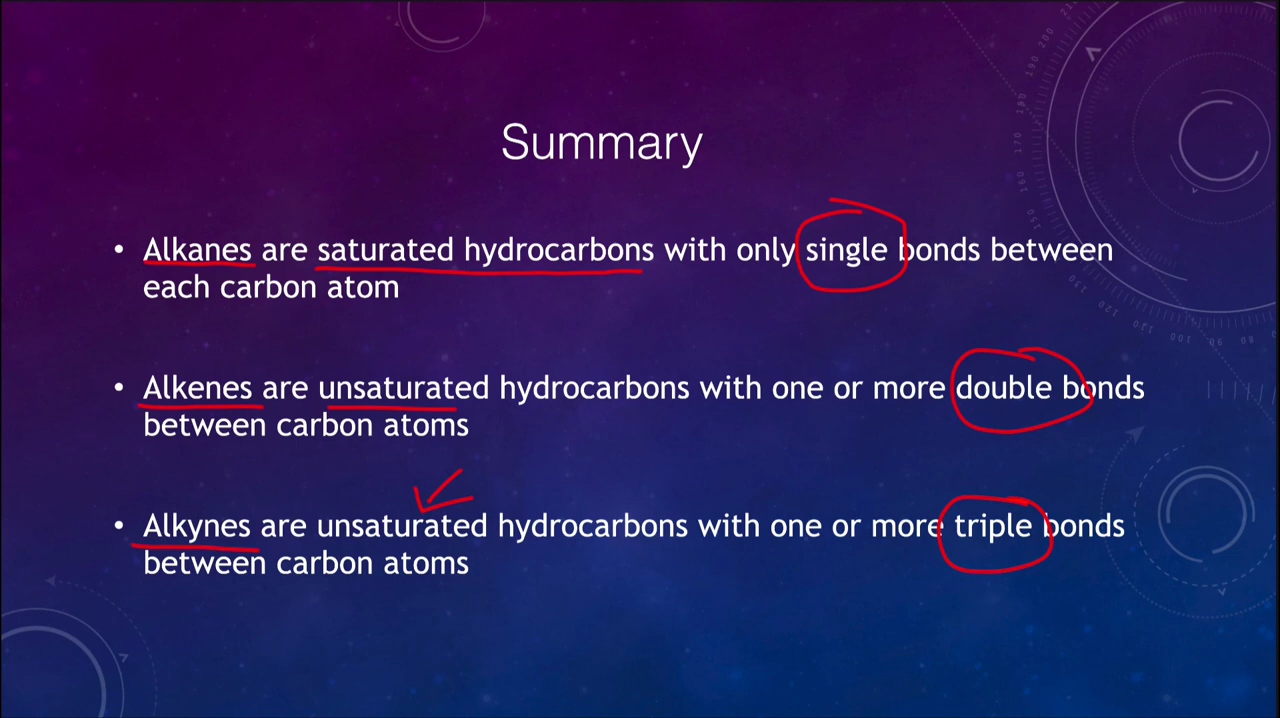 Summary
• Alkanes are saturated hydrocarbons with only single bonds between
each carbon atom
• Alkenes are unsaturated hydrocarbons with one or more double bonds
between carbon atoms
• Alkynes are unsaturated hydrocarbons with one or more triple bonds
between carbon atoms